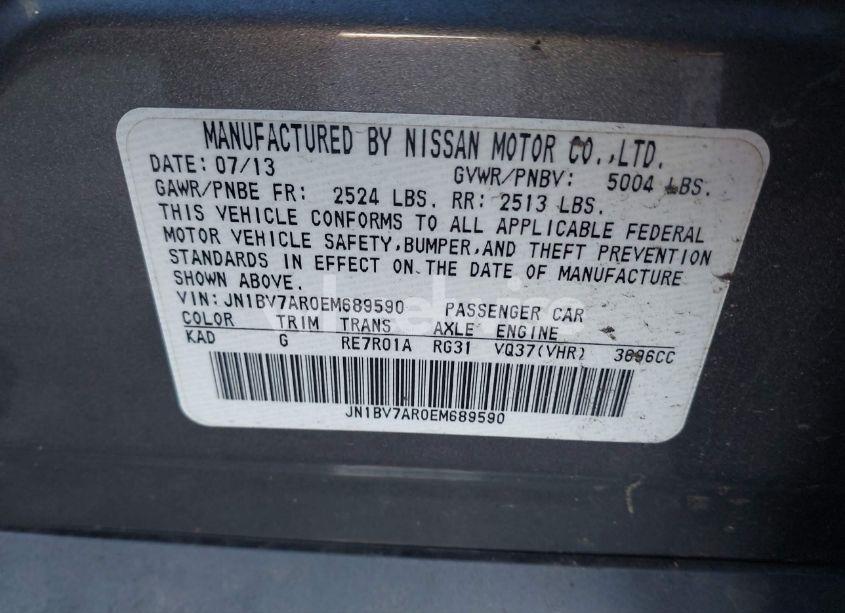 MANUFACTURED BY NISSAN MOTOR CO.,LTD.
DATE: 07/13 GVWR/PNBV: 5004 LBS.
GAWR/PNBE FR: 2524 LBS. RR: 2513 LBS.
THIS VEHICLE CONFORMS TO ALL APPLICABLE FEDERAL
MOTOR VEHICLE SAFETY,BUMPER,AND THEFT PREVENTION
STANDARDS IN EFFECT ON THE DATE OF MANUFACTURE
SHOWN ABOVE.
VIN: JN1BV7AR0EM689590 PASSENGER CAR
COLOR TRIM TRANS AXLE ENGINE
KAD G RE7R01A RG31 VQ37(VHR) 3696CC
JN1BV7AR0EM689590